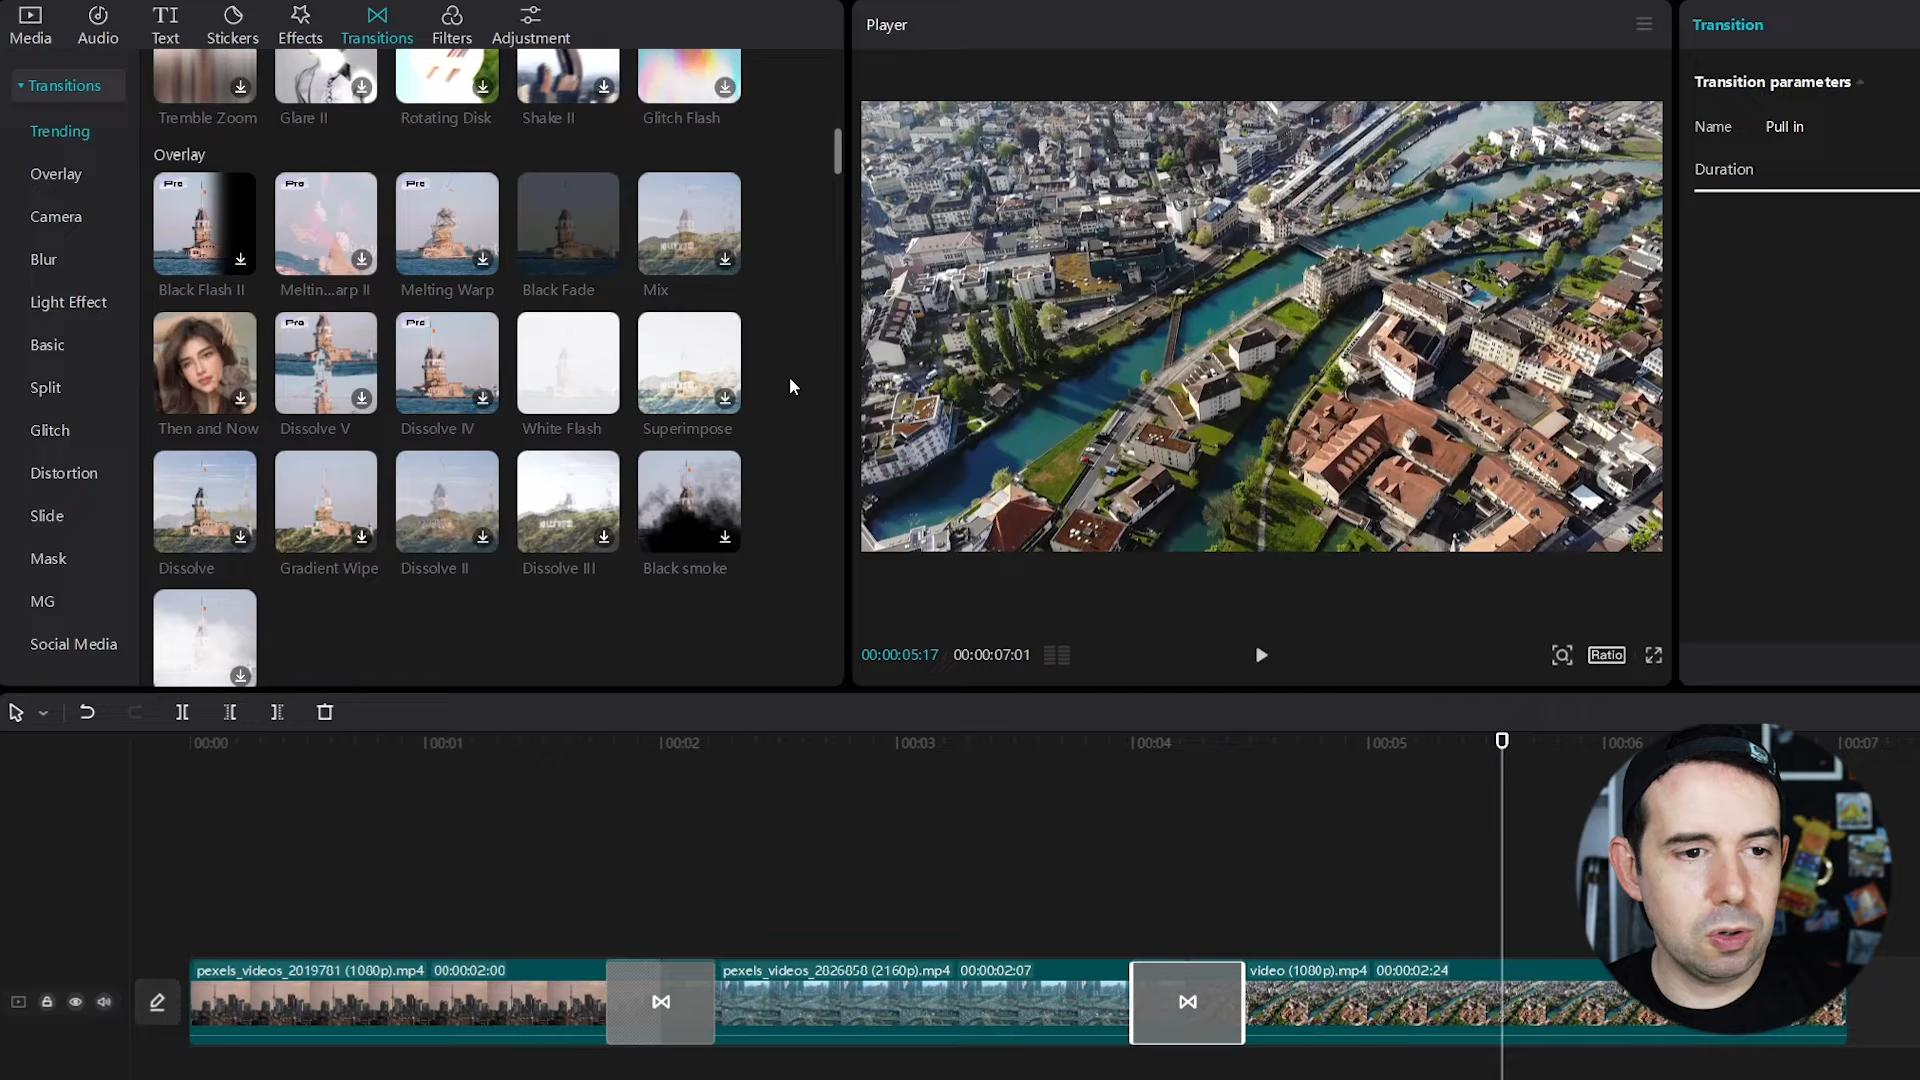 Media
Audio
Text
Stickers
Effects
Transitions
Filters
Adjustment
Transitions
Trending
Overlay
Camera
Blur
Light Effect
Basic
Split
Glitch
Distortion
Slide
Mask
MG
Social Media
Tremble Zoom
Glare II
Rotating Disk
Shake II
Glitch Flash
Overlay
Pro
Pro
Pro
Black Flash II
Meltin...arp II
Melting Warp
Black Fade
Mix
Pro
Pro
Then and Now
Dissolve V
Dissolve IV
White Flash
Superimpose
Dissolve
Gradient Wipe
Dissolve II
Dissolve III
Black smoke
Player
00:00:05:17 00:00:07:01
Ratio
Transition
Transition parameters
Name Pull in
Duration
00:00
00:01
00:02
00:03
00:04
00:05
00:06
00:07
pexels_videos_2019781 (1080p).mp4 00:00:02:00
pexels_videos_2826858 (2160p).mp4 00:00:02:07
video (1080p).mp4 00:00:02:24